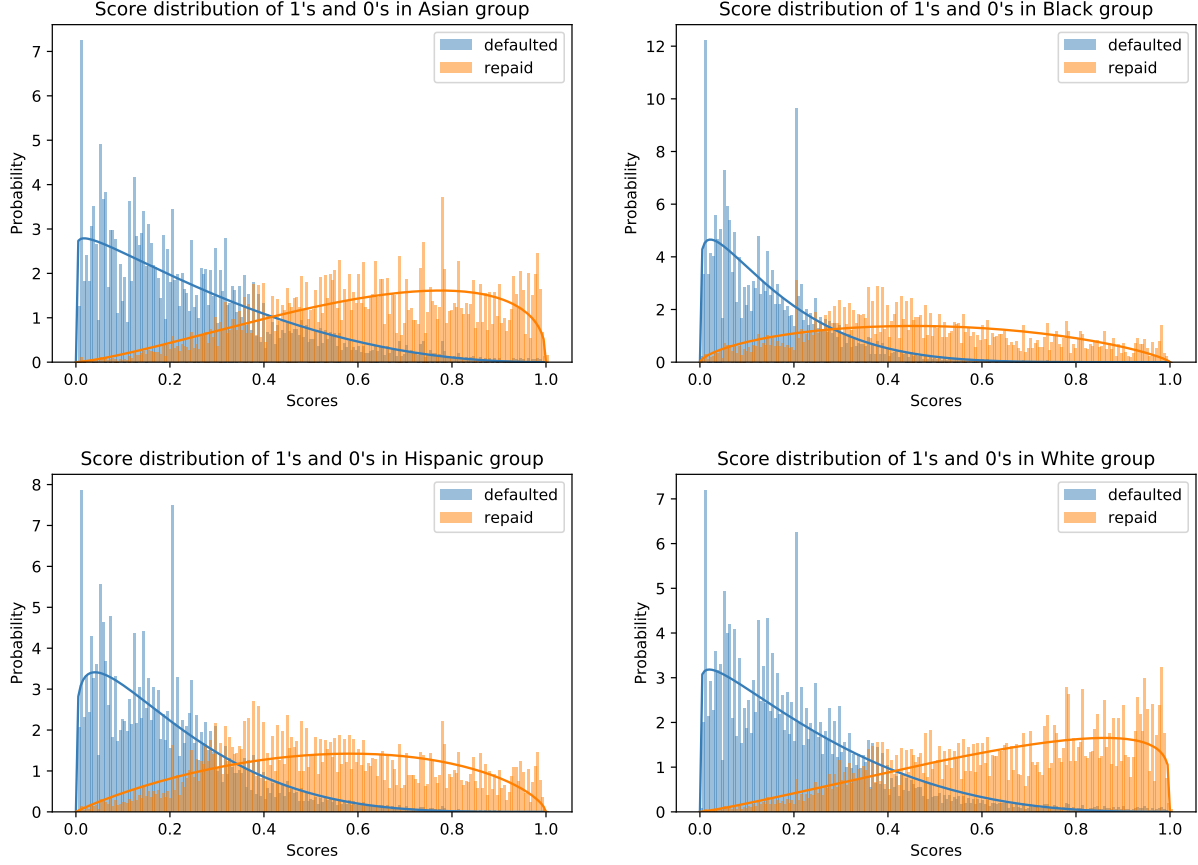 Score distribution of 1's and 0's in Asian group
defaulted
repaid
Probability
7
6
5
4
3
2
1
0
0.0 0.2 0.4 0.6 0.8 1.0
Scores
Score distribution of 1's and 0's in Black group
defaulted
repaid
Probability
12
10
8
6
4
2
0
0.0 0.2 0.4 0.6 0.8 1.0
Scores
Score distribution of 1's and 0's in Hispanic group
defaulted
repaid
Probability
8
7
6
5
4
3
2
1
0
0.0 0.2 0.4 0.6 0.8 1.0
Scores
Score distribution of 1's and 0's in White group
defaulted
repaid
Probability
7
6
5
4
3
2
1
0
0.0 0.2 0.4 0.6 0.8 1.0
Scores